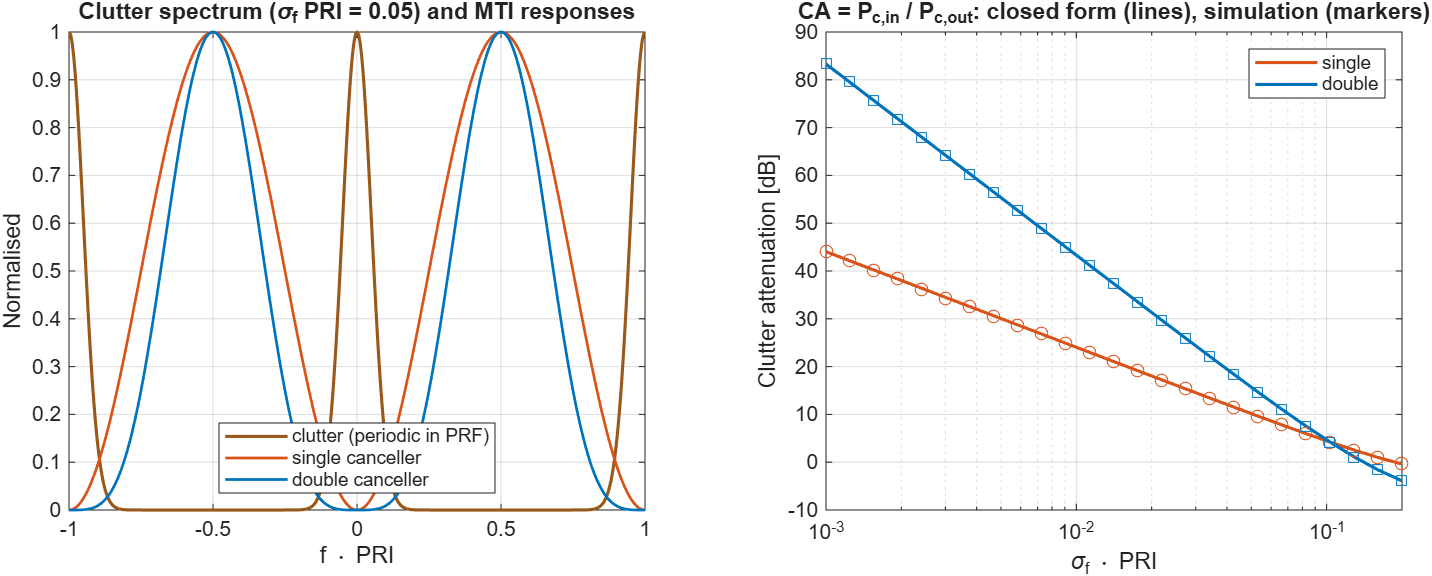 Clutter spectrum (σf PRI = 0.05) and MTI responses
1
0.9
0.8
0.7
0.6
0.5
0.4
0.3
0.2
0.1
0
Normalised
-1
-0.5
0
0.5
1
f · PRI
clutter (periodic in PRF)
single canceller
double canceller
CA = Pc,in / Pc,out: closed form (lines), simulation (markers)
90
80
70
60
50
40
30
20
10
0
-10
Clutter attenuation [dB]
10-3
10-2
10-1
σf · PRI
single
double